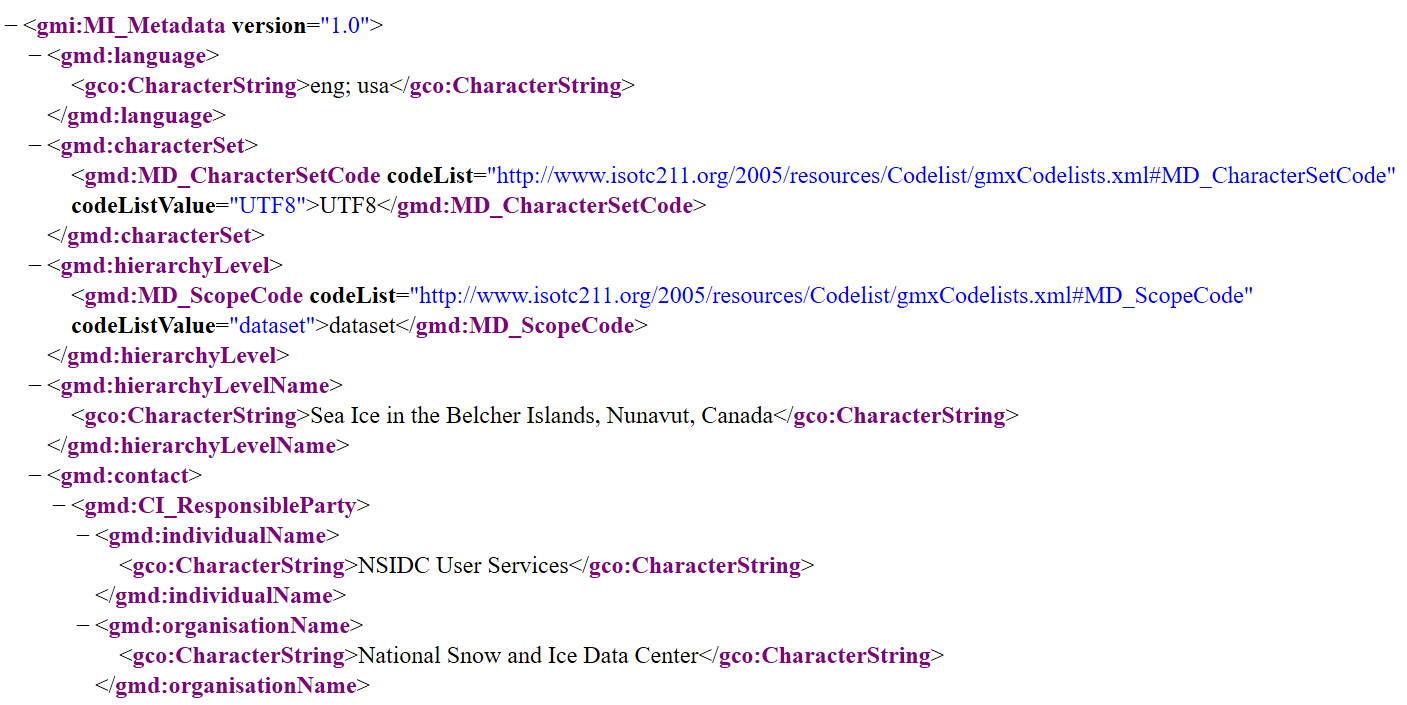 − <gmi:MI_Metadata version="1.0">
− <gmd:language>
<gco:CharacterString>eng; usa</gco:CharacterString>
</gmd:language>
− <gmd:characterSet>
<gmd:MD_CharacterSetCode codeList="http://www.isotc211.org/2005/resources/Codelist/gmxCodelists.xml#MD_CharacterSetCode"
codeListValue="UTF8">UTF8</gmd:MD_CharacterSetCode>
</gmd:characterSet>
− <gmd:hierarchyLevel>
<gmd:MD_ScopeCode codeList="http://www.isotc211.org/2005/resources/Codelist/gmxCodelists.xml#MD_ScopeCode"
codeListValue="dataset">dataset</gmd:MD_ScopeCode>
</gmd:hierarchyLevel>
− <gmd:hierarchyLevelName>
<gco:CharacterString>Sea Ice in the Belcher Islands, Nunavut, Canada</gco:CharacterString>
</gmd:hierarchyLevelName>
− <gmd:contact>
− <gmd:CI_ResponsibleParty>
− <gmd:individualName>
<gco:CharacterString>NSIDC User Services</gco:CharacterString>
</gmd:individualName>
− <gmd:organisationName>
<gco:CharacterString>National Snow and Ice Data Center</gco:CharacterString>
</gmd:organisationName>